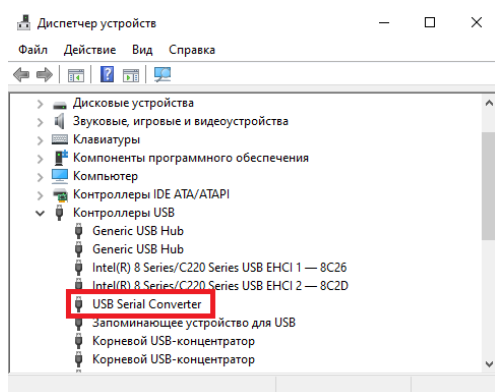 Диспетчер устройств
Файл Действие Вид Справка
Дисковые устройства
Звуковые, игровые и видеоустройства
Клавиатуры
Компоненты программного обеспечения
Компьютер
Контроллеры IDE ATA/ATAPI
Контроллеры USB
Generic USB Hub
Generic USB Hub
Intel(R) 8 Series/C220 Series USB EHCI 1 — 8C26
Intel(R) 8 Series/C220 Series USB EHCI 2 — 8C2D
USB Serial Converter
Запоминающее устройство для USB
Корневой USB-концентратор
Корневой USB-концентратор